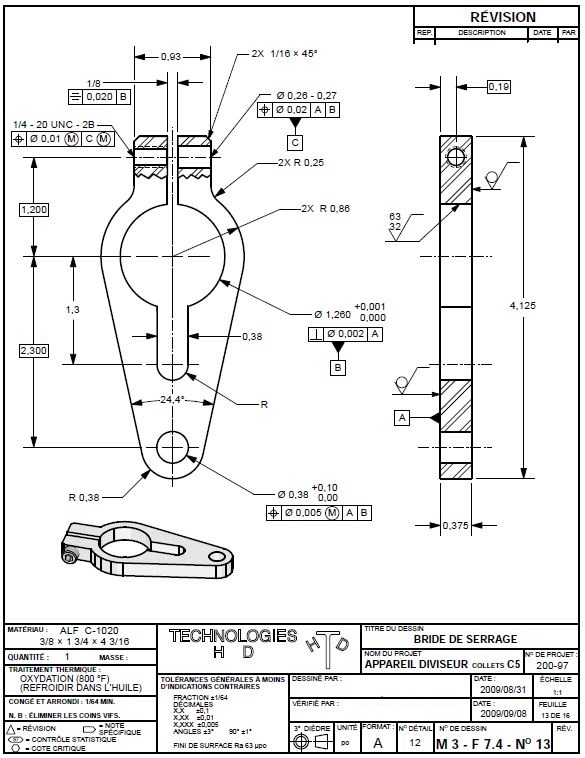 RÉVISION
REP. DESCRIPTION DATE PAR
0,93
2X 1/16 × 45°
1/8
0,020 B
Ø 0,26 - 0,27
Ø 0,02 A B
C
1/4 - 20 UNC - 2B
Ø 0,01 M C M
0,19
2X R 0,25
2X R 0,86
1,200
63
32
1,3
2,300
4,125
Ø 1,260 +0,001 0,000
Ø 0,002 A
B
0,38
24,4°
R
A
R 0,38
Ø 0,38 +0,10 0,00
Ø 0,005 M A B
0,375
MATÉRIAU : ALF C-1020
3/8 × 1 3/4 × 4 3/16
QUANTITÉ : 1 MASSE :
TRAITEMENT THERMIQUE :
OXYDATION (800 °F)
(REFROIDIR DANS L'HUILE)
CONGÉ ET ARRONDI : 1/64 MIN.
N. B : ÉLIMINER LES COINS VIFS.
= RÉVISION = NOTE SPÉCIFIQUE
= CONTRÔLE STATISTIQUE
= COTE CRITIQUE
TECHNOLOGIES
H D
H T D
TOLÉRANCES GÉNÉRALES À MOINS
D'INDICATIONS CONTRAIRES
FRACTION ±1/64
DÉCIMALES
X,X ±0,1
X,XX ±0,01
X,XXX ±0,005
ANGLES ±3° 90° ±1°
FINI DE SURFACE Ra 63 µpo
TITRE DU DESSIN
BRIDE DE SERRAGE
NOM DU PROJET
APPAREIL DIVISEUR COLLETS C5
Nº DE PROJET :
200-97
DESSINÉ PAR :
DATE :
2009/08/31
ÉCHELLE
1:1
VÉRIFIÉ PAR :
DATE :
2009/09/08
FEUILLE
13 DE 16
3° DIÈDRE
UNITÉ
po
FORMAT :
A
Nº DÉTAIL
12
Nº DE DESSIN
M 3 - F 7.4 - Nº 13
RÉV.